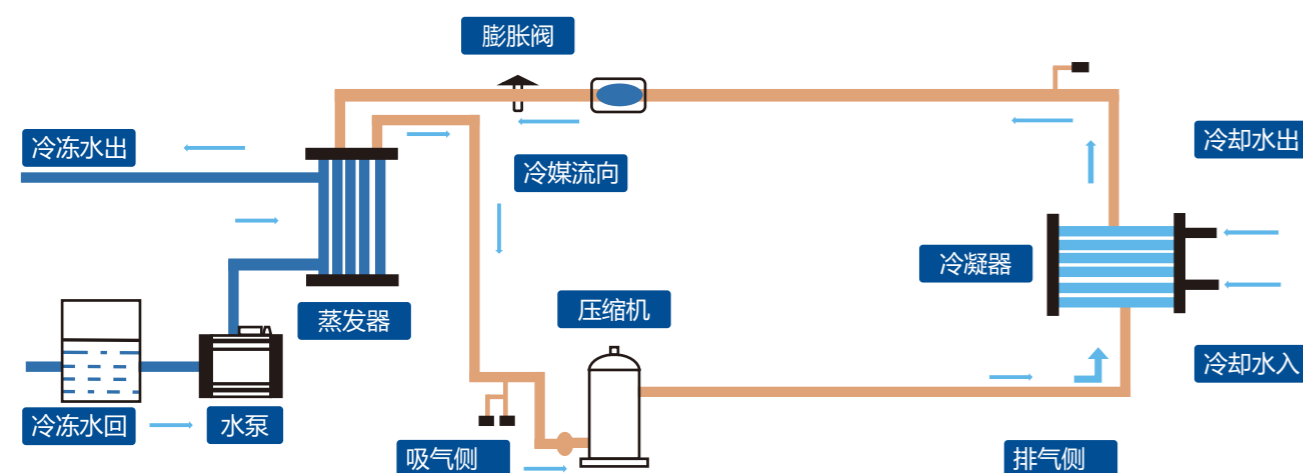 膨胀阀
冷冻水出
冷却水出
冷媒流向
冷凝器
压缩机
蒸发器
冷却水入
冷冻水回
水泵
吸气侧
排气侧